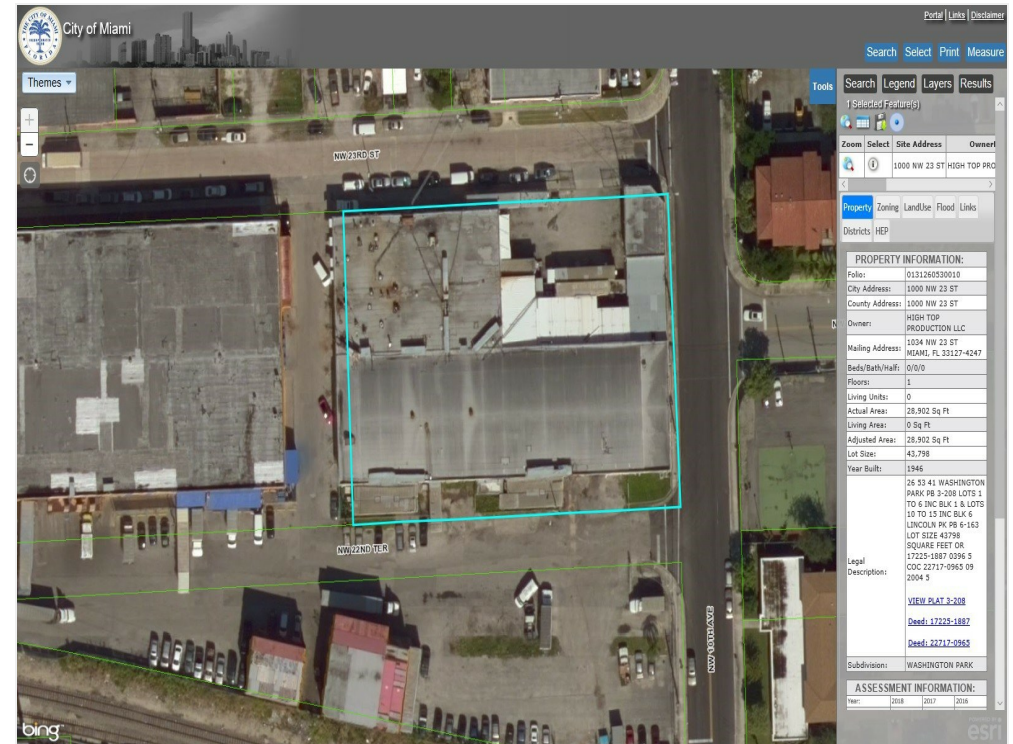 THE CITY OF MIAMI
FLORIDA
City of Miami
Portal | Links | Disclaimer
Search Select Print Measure
Themes
Tools
Search Legend Layers Results
1 Selected Feature(s)
Zoom Select Site Address Owner
1000 NW 23 ST HIGH TOP PRO
Property Zoning LandUse Flood Links
Districts HEP
PROPERTY INFORMATION:
Folio: 0131260530010
City Address: 1000 NW 23 ST
County Address: 1000 NW 23 ST
Owner: HIGH TOP
PRODUCTION LLC
Mailing Address: 1034 NW 23 ST
MIAMI, FL 33127-4247
Beds/Bath/Half: 0/0/0
Floors: 1
Living Units: 0
Actual Area: 28,902 Sq Ft
Living Area: 0 Sq Ft
Adjusted Area: 28,902 Sq Ft
Lot Size: 43,798
Year Built: 1946
Legal Description: 26 53 41 WASHINGTON
PARK PB 3-208 LOTS 1
TO 6 INC BLK 1 & LOTS
10 TO 15 INC BLK 6
LINCOLN PK PB 6-163
LOT SIZE 43798
SQUARE FEET OR
17225-1887 0396 5
COC 22717-0965 09
2004 5
VIEW PLAT 3-208
Deed: 17225-1887
Deed: 22717-0965
Subdivision: WASHINGTON PARK
ASSESSMENT INFORMATION:
Year: 2018 2017 2016
NW 23RD ST
NW 22ND TER
NW 10TH AVE
N
bing
esri